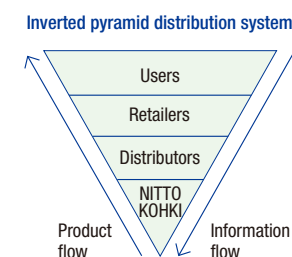 Inverted pyramid distribution system
Users
Retailers
Distributors
NITTO
KOHKI
Product
flow
Information
flow